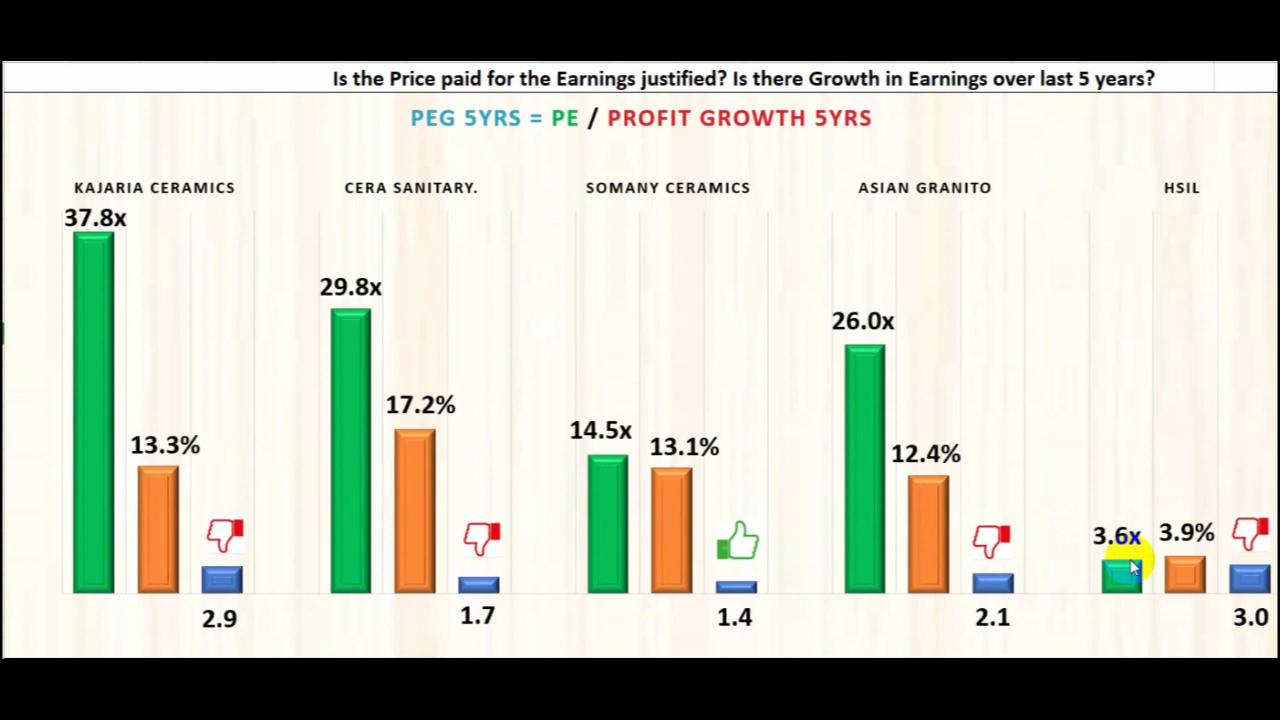 Is the Price paid for the Earnings justified? Is there Growth in Earnings over last 5 years?
PEG 5YRS = PE / PROFIT GROWTH 5YRS
KAJARIA CERAMICS
37.8x
13.3%
2.9
CERA SANITARY.
29.8x
17.2%
1.7
SOMANY CERAMICS
14.5x
13.1%
1.4
ASIAN GRANITO
26.0x
12.4%
2.1
HSIL
3.6x
3.9%
3.0